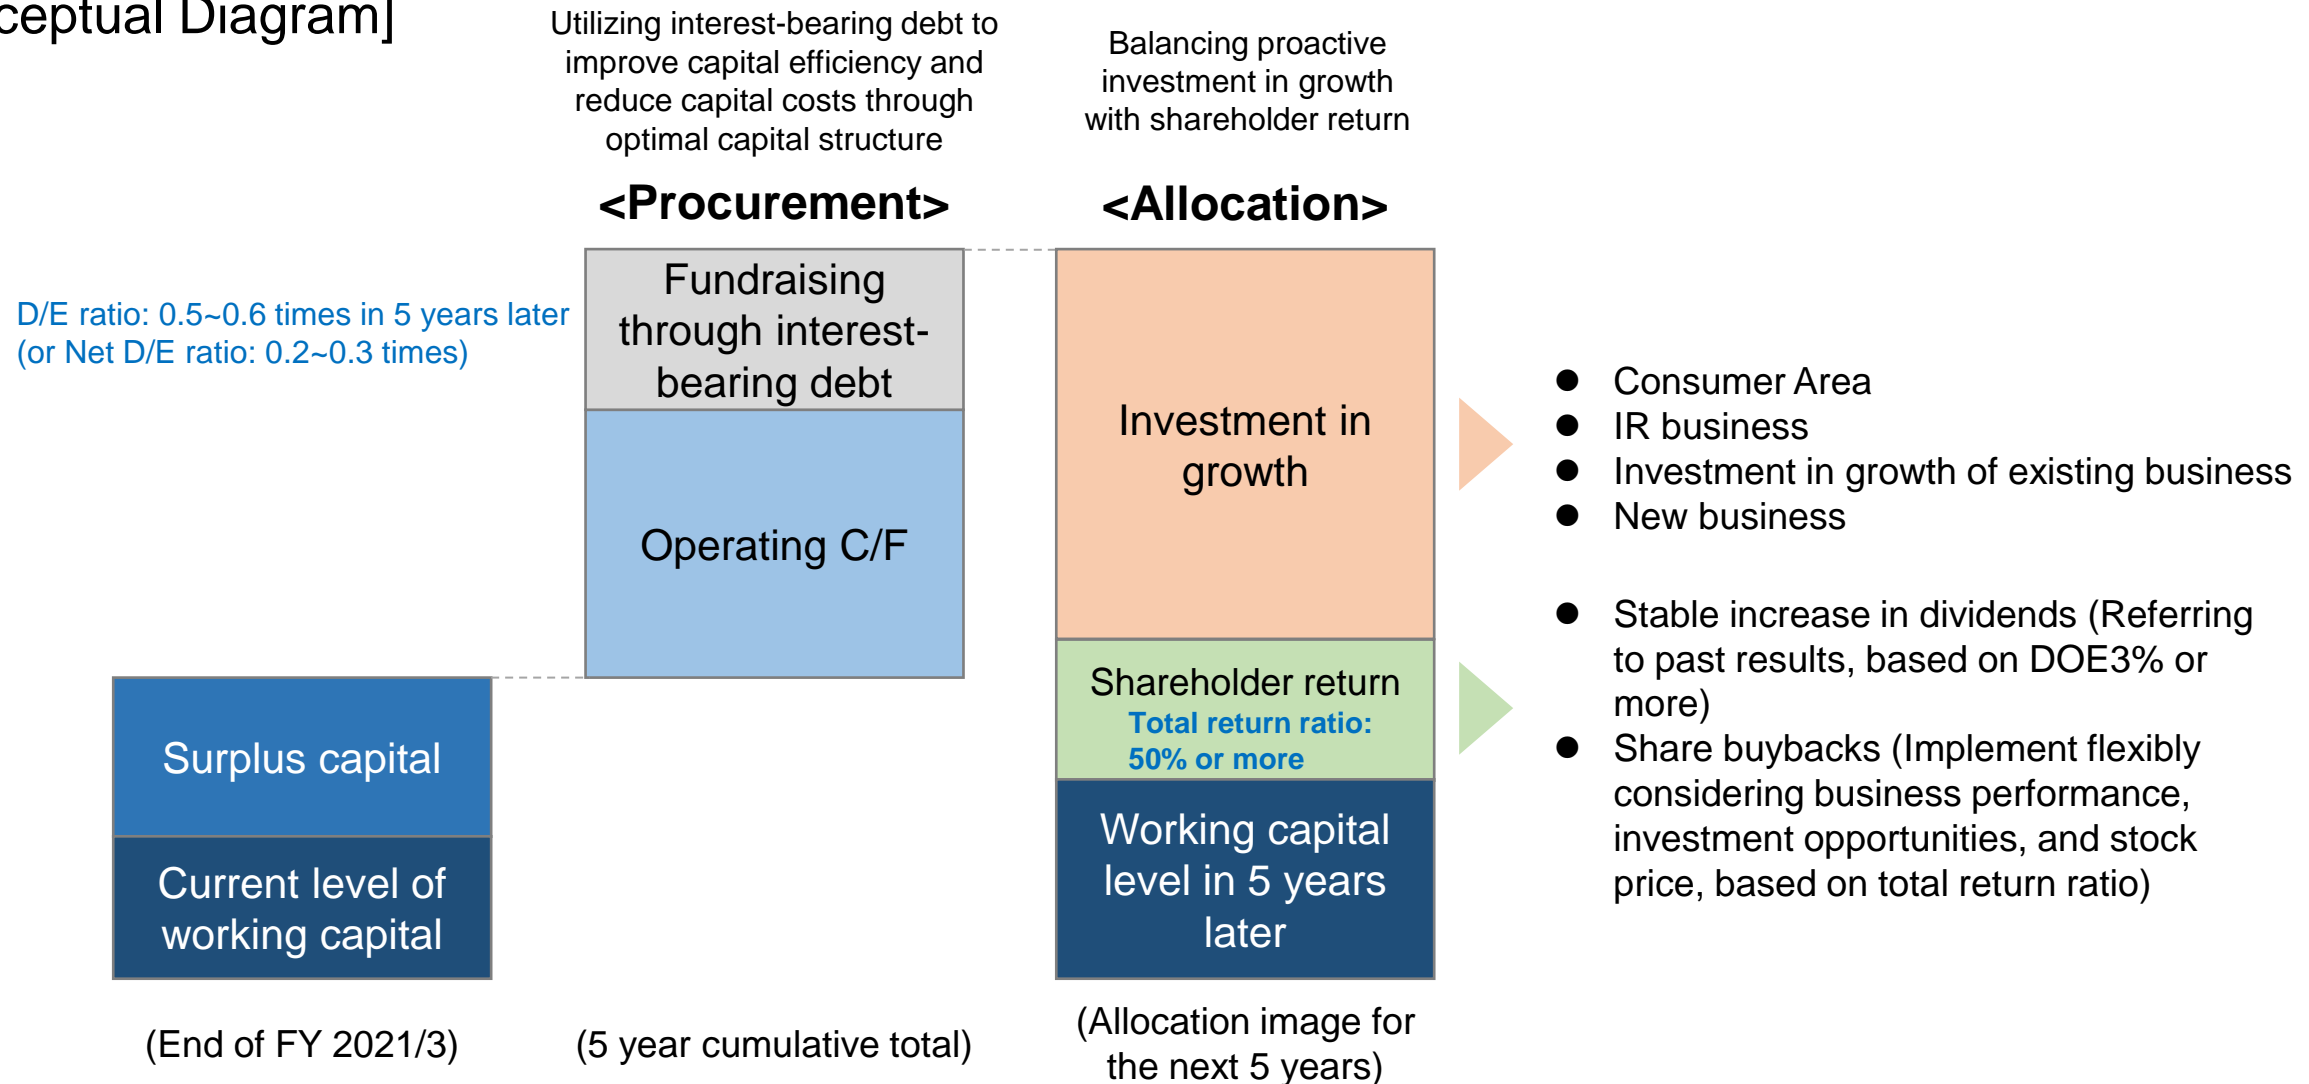 ceptual Diagram]
Utilizing interest-bearing debt to
improve capital efficiency and
reduce capital costs through
optimal capital structure
Balancing proactive
investment in growth
with shareholder return
<Procurement>
<Allocation>
D/E ratio: 0.5~0.6 times in 5 years later
(or Net D/E ratio: 0.2~0.3 times)
Fundraising
through interest-
bearing debt
Operating C/F
Surplus capital
Current level of
working capital
Investment in
growth
Shareholder return
Total return ratio:
50% or more
Working capital
level in 5 years
later
● Consumer Area
● IR business
● Investment in growth of existing business
● New business
● Stable increase in dividends (Referring
to past results, based on DOE3% or
more)
● Share buybacks (Implement flexibly
considering business performance,
investment opportunities, and stock
price, based on total return ratio)
(End of FY 2021/3)
(5 year cumulative total)
(Allocation image for
the next 5 years)